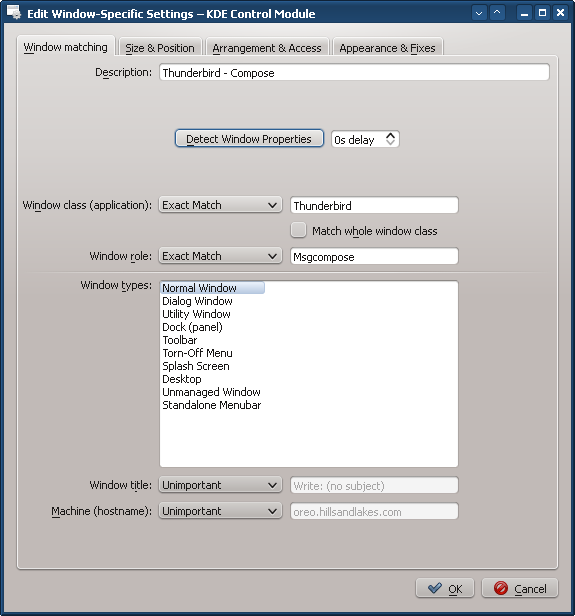 Edit Window-Specific Settings – KDE Control Module
Window matching Size & Position Arrangement & Access Appearance & Fixes
Description: Thunderbird - Compose
Detect Window Properties 0s delay
Window class (application): Exact Match Thunderbird
Match whole window class
Window role: Exact Match Msgcompose
Window types: Normal Window
Dialog Window
Utility Window
Dock (panel)
Toolbar
Torn-Off Menu
Splash Screen
Desktop
Unmanaged Window
Standalone Menubar
Window title: Unimportant Write: (no subject)
Machine (hostname): Unimportant oreo.hillsandlakes.com
OK Cancel